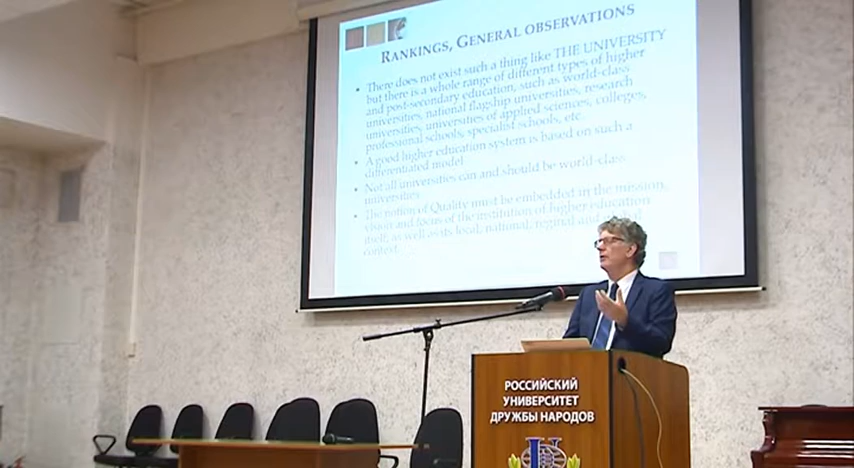 RANKINGS, GENERAL OBSERVATIONS
• There does not exist such a thing like THE UNIVERSITY
but there is a whole range of different types of higher
and post-secondary education, such as world-class
universities, national flagship universities, research
universities, universities of applied sciences, colleges,
professional schools, specialist schools, etc.
• A good higher education system is based on such a
differentiated model
• Not all universities can and should be world-class
universities
• The notion of Quality must be embedded in the mission,
vision and focus of the institution of higher education
itself, as well as its local, national, regional and global
context.
РОССИЙСКИЙ
УНИВЕРСИТЕТ
ДРУЖБЫ НАРОДОВ